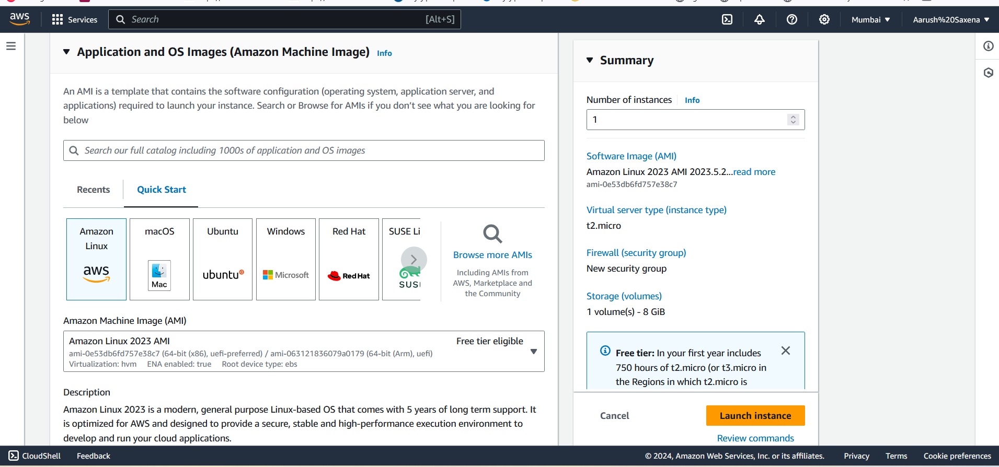 aws
Services
Search
[Alt+S]
Mumbai
Aarush%20Saxena
Application and OS Images (Amazon Machine Image)
Info
An AMI is a template that contains the software configuration (operating system, application server, and
applications) required to launch your instance. Search or Browse for AMIs if you don’t see what you are looking for
below
Search our full catalog including 1000s of application and OS images
Recents
Quick Start
Amazon
Linux
aws
macOS
Mac
Ubuntu
ubuntu
Windows
Microsoft
Red Hat
Red Hat
SUSE Li
SUS
Browse more AMIs
Including AMIs from
AWS, Marketplace and
the Community
Amazon Machine Image (AMI)
Amazon Linux 2023 AMI
Free tier eligible
ami-0e53db6fd757e38c7 (64-bit (x86), uefi-preferred) / ami-063121836079a0179 (64-bit (Arm), uefi)
Virtualization: hvm ENA enabled: true Root device type: ebs
Description
Amazon Linux 2023 is a modern, general purpose Linux-based OS that comes with 5 years of long term support. It
is optimized for AWS and designed to provide a secure, stable and high-performance execution environment to
develop and run your cloud applications.
Summary
Number of instances
Info
1
Software Image (AMI)
Amazon Linux 2023 AMI 2023.5.2...read more
ami-0e53db6fd757e38c7
Virtual server type (instance type)
t2.micro
Firewall (security group)
New security group
Storage (volumes)
1 volume(s) - 8 GiB
Free tier: In your first year includes
750 hours of t2.micro (or t3.micro in
the Regions in which t2.micro is
Cancel
Launch instance
Review commands
CloudShell
Feedback
© 2024, Amazon Web Services, Inc. or its affiliates.
Privacy
Terms
Cookie preferences